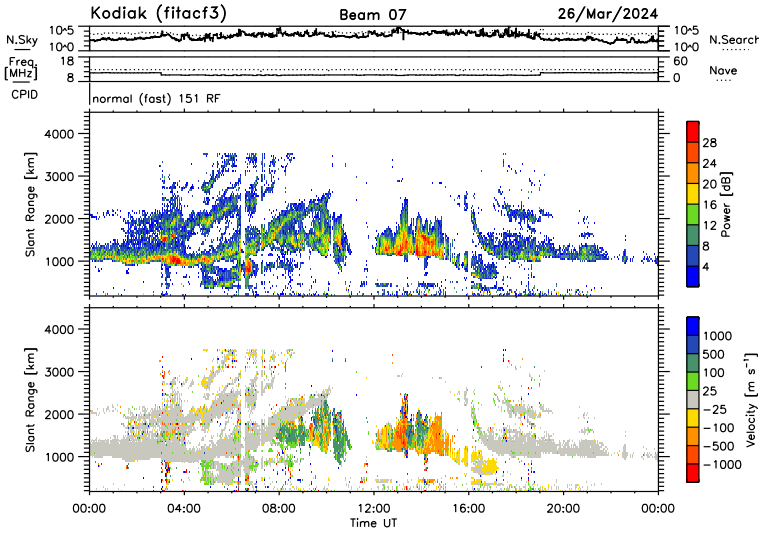 Kodiak (fitacf3) Beam 07 26/Mar/2024
N.Sky 10^5 10^0 10^5 10^0 N.Search
Freq. [MHz] 18 8 60 0 Nave
CPID normal (fast) 151 RF
Slant Range [km] 4000 3000 2000 1000
28 24 20 16 12 8 4 Power [dB]
Slant Range [km] 4000 3000 2000 1000
1000 500 100 25 -25 -100 -500 -1000 Velocity [m s⁻¹]
00:00 04:00 08:00 12:00 16:00 20:00 00:00
Time UT